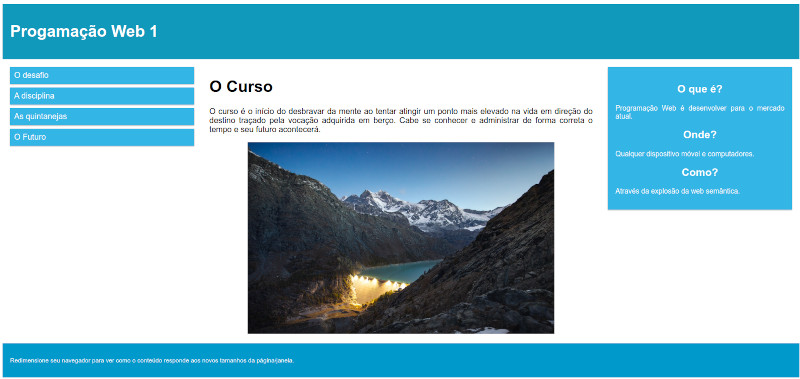 Progamação Web 1
O desafio
A disciplina
As quintanejas
O Futuro
O Curso
O curso é o início do desbravar da mente ao tentar atingir um ponto mais elevado na vida em direção do
destino traçado pela vocação adquirida em berço. Cabe se conhecer e administrar de forma correta o
tempo e seu futuro acontecerá.
O que é?
Programação Web é desenvolver para o mercado
atual.
Onde?
Qualquer dispositivo móvel e computadores.
Como?
Através da explosão da web semântica.
Redimensione seu navegador para ver como o conteúdo responde aos novos tamanhos da página/janela.